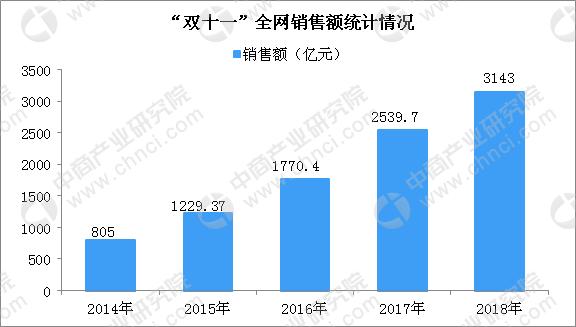 “双十一”全网销售额统计情况
销售额（亿元）
3500
3000
2500
2000
1500
1000
500
0
805
1229.37
1770.4
2539.7
3143
2014年
2015年
2016年
2017年
2018年
中商产业研究院
www.chnci.com